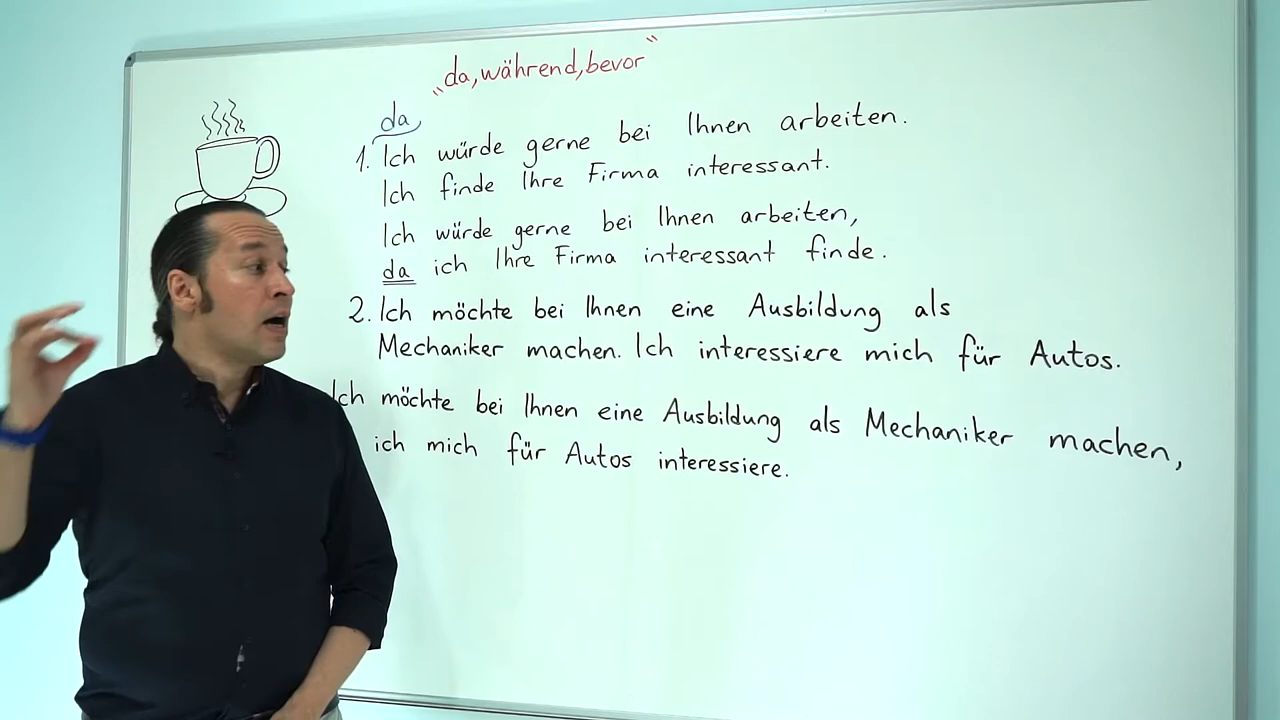 „da, während, bevor"
da
1. Ich würde gerne bei Ihnen arbeiten.
Ich finde Ihre Firma interessant.
Ich würde gerne bei Ihnen arbeiten,
da ich Ihre Firma interessant finde.
2. Ich möchte bei Ihnen eine Ausbildung als
Mechaniker machen. Ich interessiere mich für Autos.
Ich möchte bei Ihnen eine Ausbildung als Mechaniker machen,
ich mich für Autos interessiere.